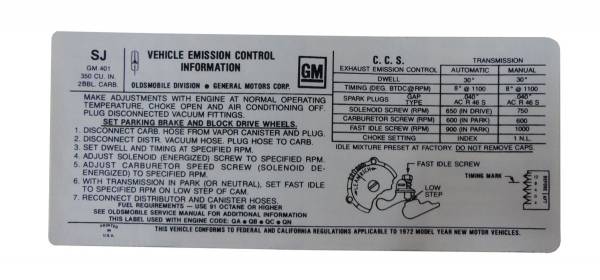 SJ
GM 401
350 CU. IN.
2BBL. CARB.
VEHICLE EMISSION CONTROL
INFORMATION
OLDSMOBILE DIVISION • GENERAL MOTORS CORP.
GM
MAKE ADJUSTMENTS WITH ENGINE AT NORMAL OPERATING
TEMPERATURE, CHOKE OPEN AND AIR CONDITIONING OFF
PLUG DISCONNECTED VACUUM FITTINGS.
SET PARKING BRAKE AND BLOCK DRIVE WHEELS.
1. DISCONNECT CARB. HOSE FROM VAPOR CANISTER AND PLUG.
2. DISCONNECT DISTR. VACUUM HOSE. PLUG HOSE TO CARB.
3. SET DWELL AND TIMING AT SPECIFIED RPM.
4. ADJUST SOLENOID (ENERGIZED) SCREW TO SPECIFIED RPM.
5. ADJUST CARBURETOR SPEED SCREW (SOLENOID DE-
ENERGIZED) TO SPECIFIED RPM.
6. WITH TRANSMISSION IN PARK (OR NEUTRAL), SET FAST IDLE
TO SPECIFIED RPM ON LOW STEP OF CAM.
7. RECONNECT DISTRIBUTOR AND CANISTER HOSES.
FUEL REQUIREMENTS - USE 91 OCTANE OR HIGHER
SEE OLDSMOBILE SERVICE MANUAL FOR ADDITIONAL INFORMATION
THIS LABEL USED WITH ENGINE CODE: QA • QB • QC • QN
C. C. S. TRANSMISSION
EXHAUST EMISSION CONTROL AUTOMATIC MANUAL
DWELL 30° 30°
TIMING (DEG. BTDC@RPM) 8° @ 1100 8° @ 1100
SPARK PLUGS GAP .040" .040"
TYPE AC R 46 S AC R 46 S
SOLENOID SCREW (RPM) 650 (IN DRIVE) 750
CARBURETOR SCREW (RPM) 600 (IN PARK) 600
FAST IDLE SCREW (RPM) 900 (IN PARK) 1000
CHOKE SETTING INDEX 1 N.L.
IDLE MIXTURE PRESET AT FACTORY. DO NOT REMOVE CAPS.
FAST IDLE SCREW
LOW
STEP
TIMING MARK
PRINTED
IN
U.S.A.
THIS VEHICLE CONFORMS TO FEDERAL AND CALIFORNIA REGULATIONS APPLICABLE TO 1972 MODEL YEAR NEW MOTOR VEHICLES.